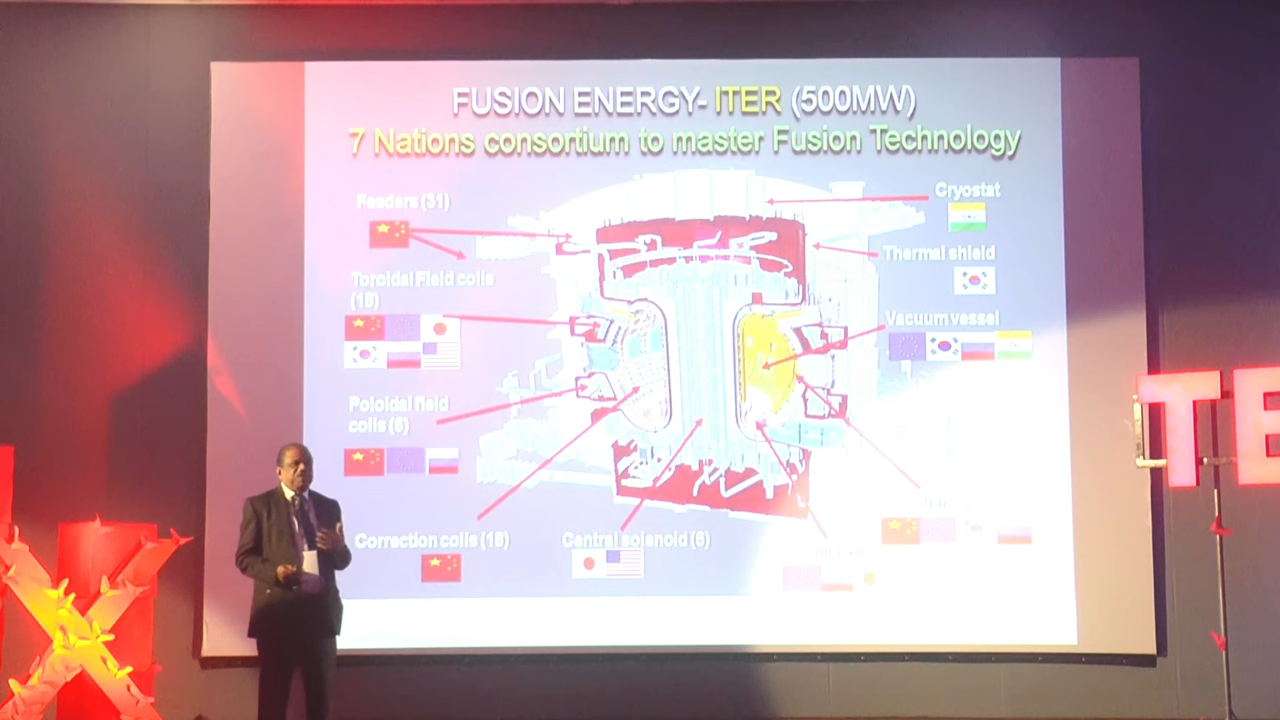 FUSION ENERGY- ITER (500MW)
7 Nations consortium to master Fusion Technology
Feeders (31)
Cryostat
Thermal shield
Toroidal Field coils
(18)
Vacuum vessel
Poloidal field
coils (6)
Correction coils (18)
Central solenoid (6)
X
TE